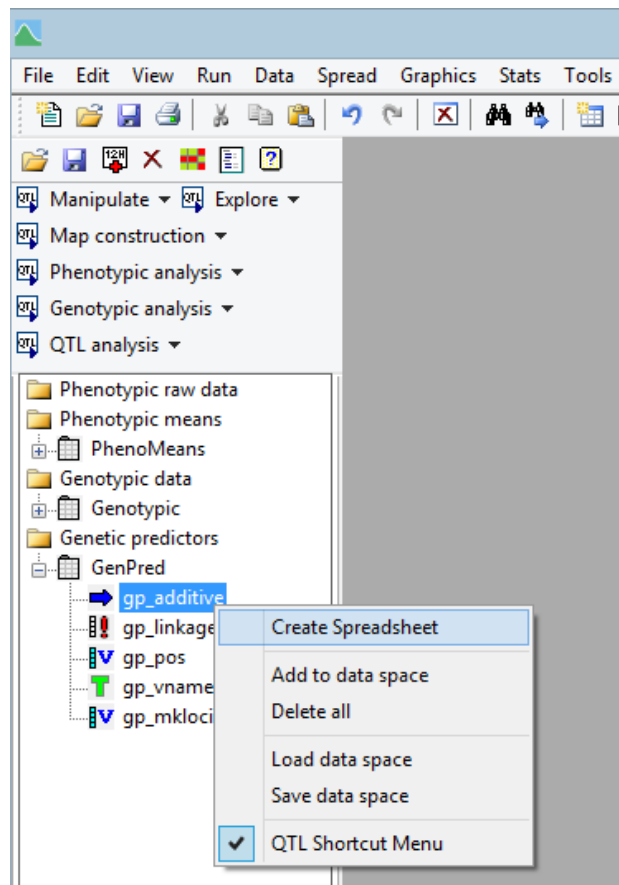 File Edit View Run Data Spread Graphics Stats Tools
Manipulate Explore
Map construction
Phenotypic analysis
Genotypic analysis
QTL analysis
Phenotypic raw data
Phenotypic means
PhenoMeans
Genotypic data
Genotypic
Genetic predictors
GenPred
gp_additive
gp_linkage
gp_pos
gp_vname
gp_mkloci
Create Spreadsheet
Add to data space
Delete all
Load data space
Save data space
QTL Shortcut Menu